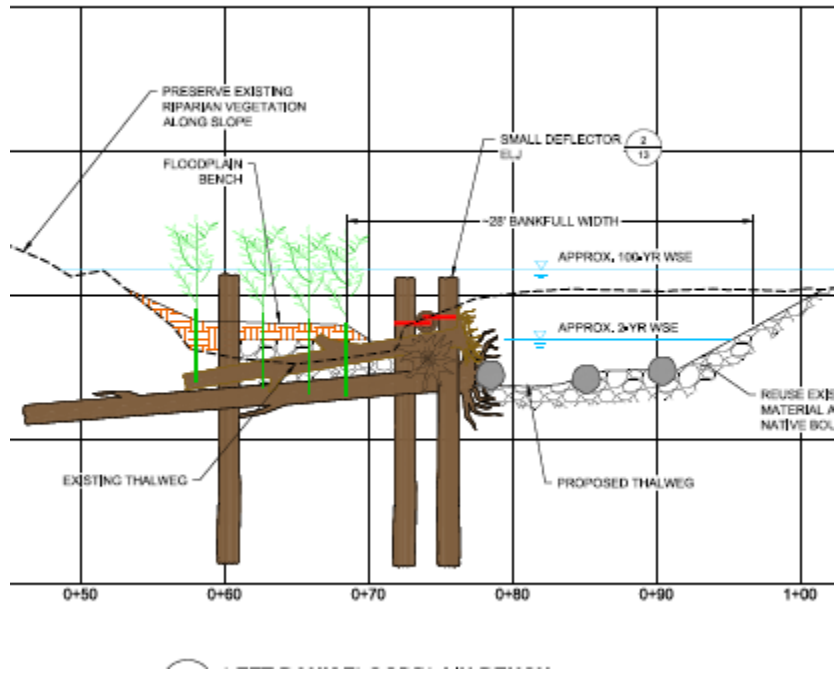 PRESERVE EXISTING
RIPARIAN VEGETATION
ALONG SLOPE
FLOODPLAIN
BENCH
SMALL DEFLECTOR
ELJ
2
13
~28' BANKFULL WIDTH
APPROX. 100-YR WSE
APPROX. 2-YR WSE
REUSE EXIS
MATERIAL A
NATIVE BOU
EXISTING THALWEG
PROPOSED THALWEG
0+50
0+60
0+70
0+80
0+90
1+00